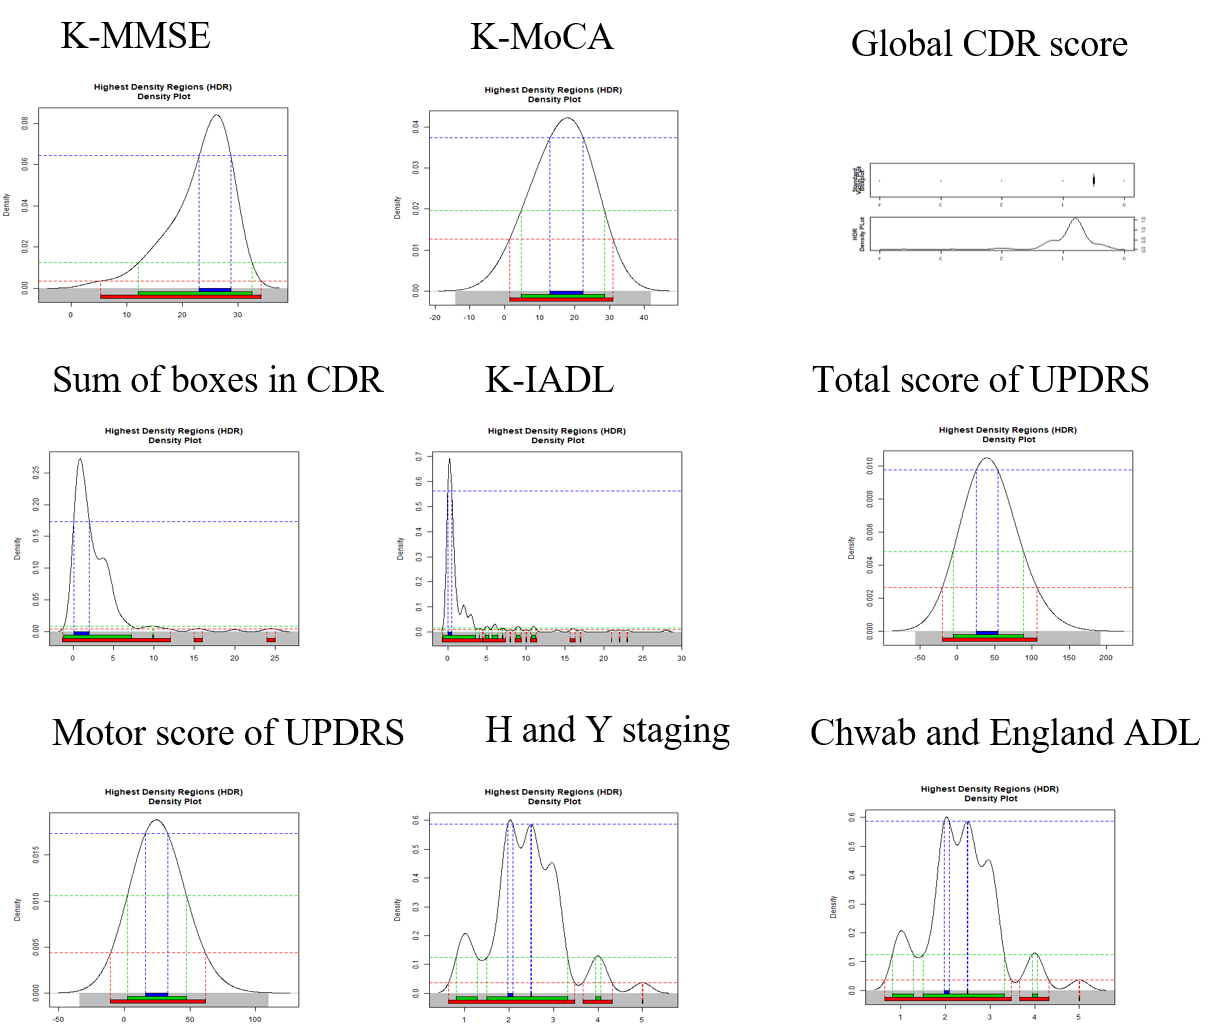 K-MMSE
K-MoCA
Global CDR score
Highest Density Regions (HDR)
Density Plot
Density
0.00
0.02
0.04
0.06
0.08
0
10
20
30
Highest Density Regions (HDR)
Density Plot
Density
0.00
0.01
0.02
0.03
0.04
-20
-10
0
10
20
30
40
HDR
Density PLot
0.0
0.5
1.0
1.5
Sum of boxes in CDR
K-IADL
Total score of UPDRS
Highest Density Regions (HDR)
Density Plot
Density
0.00
0.05
0.10
0.15
0.20
0.25
0
5
10
15
20
25
Highest Density Regions (HDR)
Density Plot
Density
0.0
0.1
0.2
0.3
0.4
0.5
0.6
0.7
0
5
10
15
20
25
30
Highest Density Regions (HDR)
Density Plot
Density
0.000
0.002
0.004
0.006
0.008
0.010
-50
0
50
100
150
200
Motor score of UPDRS
H and Y staging
Chwab and England ADL
Highest Density Regions (HDR)
Density Plot
Density
0.000
0.005
0.010
0.015
-50
0
50
100
Highest Density Regions (HDR)
Density Plot
Density
0.0
0.1
0.2
0.3
0.4
0.5
0.6
1
2
3
4
5
Highest Density Regions (HDR)
Density Plot
Density
0.0
0.1
0.2
0.3
0.4
0.5
0.6
1
2
3
4
5